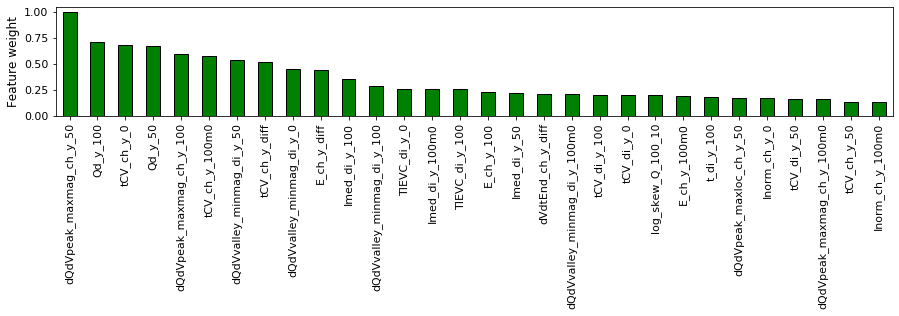 Feature weight
1.00
0.75
0.50
0.25
0.00
dQdVpeak_maxmag_ch_y_50
Qd_y_100
tCV_ch_y_0
Qd_y_50
dQdVpeak_maxmag_ch_y_100
tCV_ch_y_100m0
dQdVvalley_minmag_di_y_50
tCV_ch_y_diff
dQdVvalley_minmag_di_y_0
E_ch_y_diff
Imed_di_y_100
dQdVvalley_minmag_di_y_100
TIEVC_di_y_0
Imed_di_y_100m0
TIEVC_di_y_100
E_ch_y_100
Imed_di_y_50
dVdtEnd_ch_y_diff
dQdVvalley_minmag_di_y_100m0
tCV_di_y_100
tCV_di_y_0
log_skew_Q_100_10
E_ch_y_100m0
t_di_y_100
dQdVpeak_maxloc_ch_y_50
Inorm_ch_y_0
tCV_di_y_50
dQdVpeak_maxmag_ch_y_100m0
tCV_ch_y_50
Inorm_ch_y_100m0